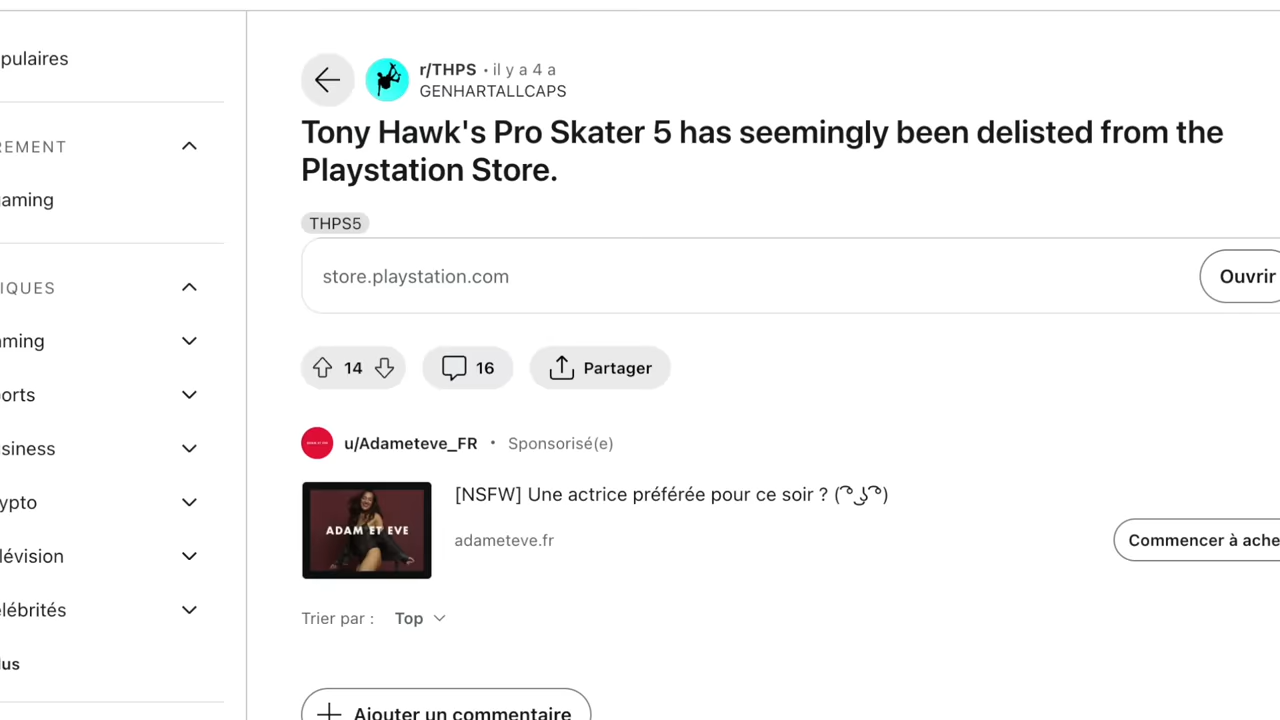 pulaires
REMENT
aming
IQUES
ming
orts
siness
ypto
lévision
lébrités
lus
r/THPS • il y a 4 a
GENHARTALLCAPS
Tony Hawk's Pro Skater 5 has seemingly been delisted from the
Playstation Store.
THPS5
store.playstation.com
Ouvrir
14
16
Partager
u/Adameteve_FR • Sponsorisé(e)
ADAM ET EVE
[NSFW] Une actrice préférée pour ce soir ? ( ͡° ͜ʖ ͡°)
adameteve.fr
Commencer à ache
Trier par :
Top
Ajouter un commentaire